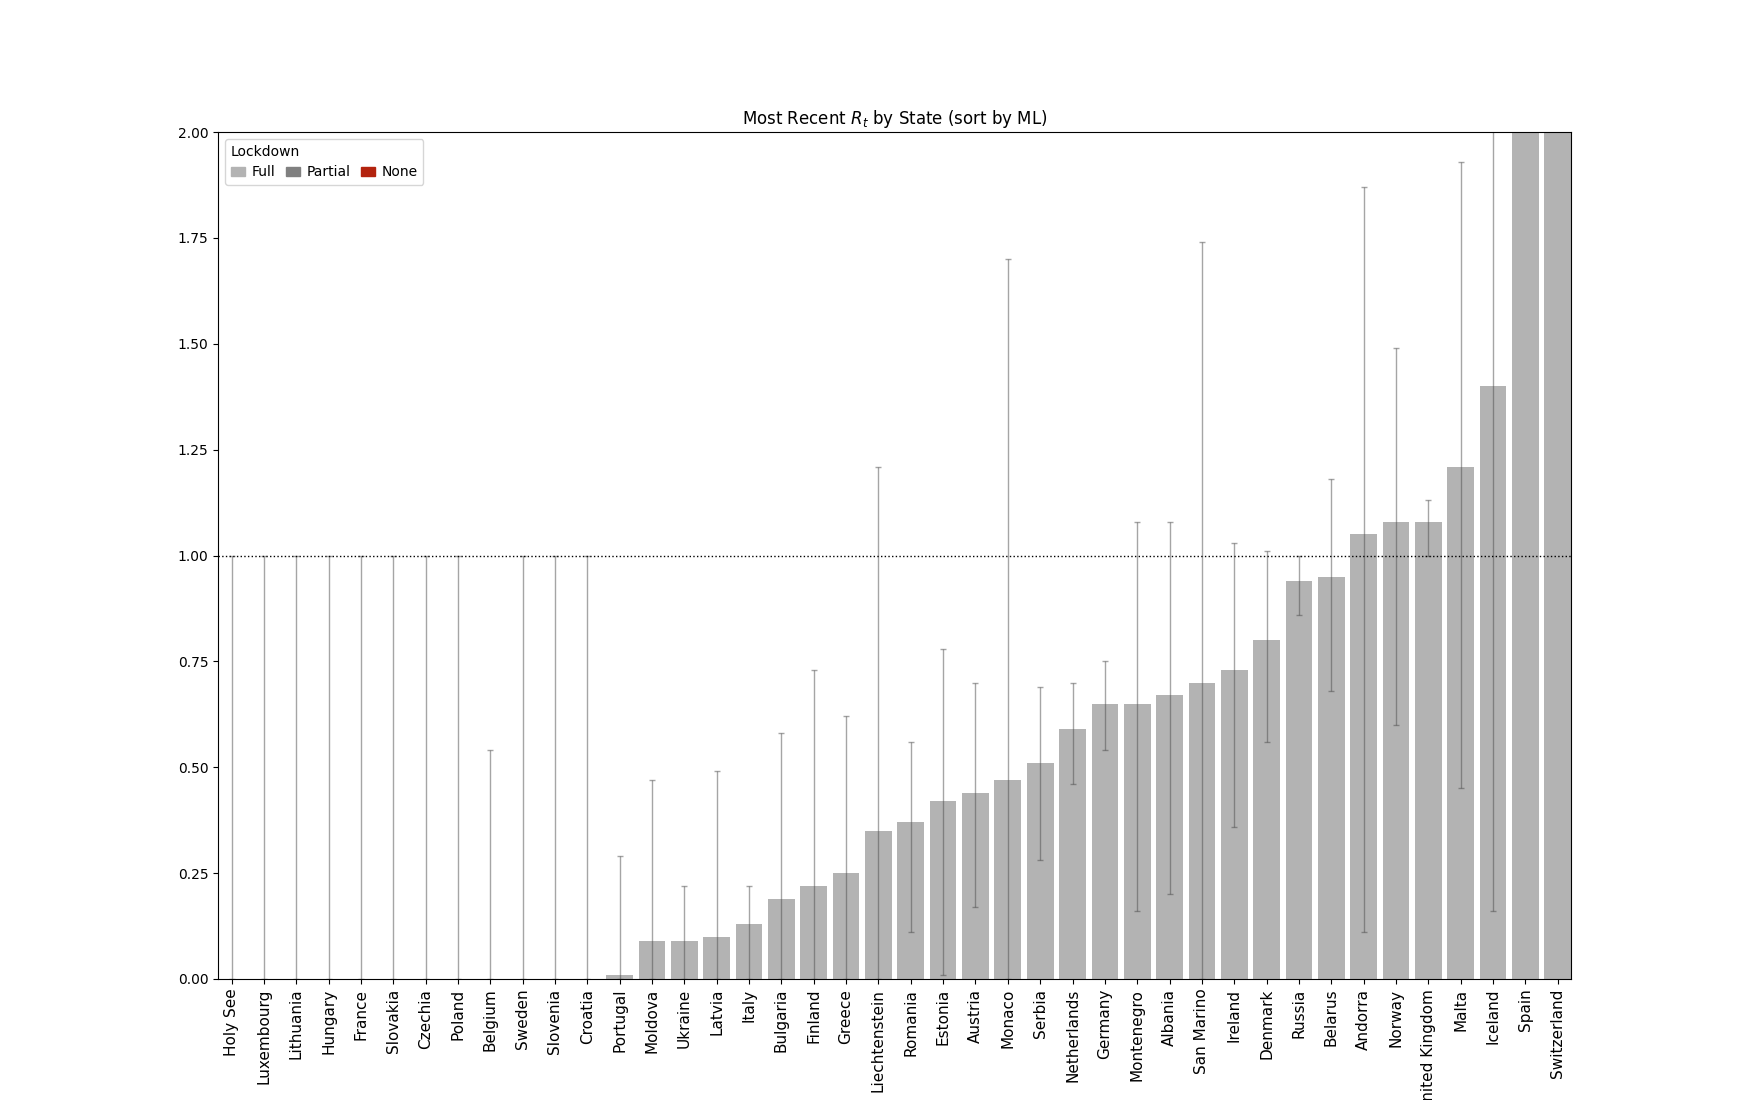 Most Recent R_t by State (sort by ML)
Lockdown
Full Partial None
2.00
1.75
1.50
1.25
1.00
0.75
0.50
0.25
0.00
Holy See
Luxembourg
Lithuania
Hungary
France
Slovakia
Czechia
Poland
Belgium
Sweden
Slovenia
Croatia
Portugal
Moldova
Ukraine
Latvia
Italy
Bulgaria
Finland
Greece
Liechtenstein
Romania
Estonia
Austria
Monaco
Serbia
Netherlands
Germany
Montenegro
Albania
San Marino
Ireland
Denmark
Russia
Belarus
Andorra
Norway
nited Kingdom
Malta
Iceland
Spain
Switzerland